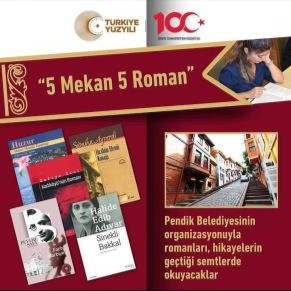 TÜRKİYE
YÜZYILI
100
"5 Mekan 5 Roman"
Huzur
Kadıköy'ün Romanı
Halide
Edib
Adıvar
Sinekli
Bakkal
Pendik Belediyesinin
organizasyonuyla
romanları, hikayelerin
geçtiği semtlerde
okuyacaklar